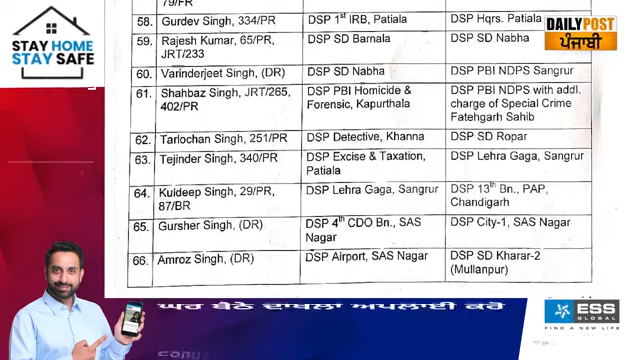 STAY HOME
STAY SAFE
DAILYPOST
ਪੰਜਾਬੀ
79/FR
58. Gurdev Singh, 334/PR DSP 1st IRB, Patiala DSP Hqrs. Patiala
59. Rajesh Kumar, 65/PR, DSP SD Barnala DSP SD Nabha
JRT/233
60. Varinderjeet Singh, (DR) DSP SD Nabha DSP PBI NDPS Sangrur
61. Shahbaz Singh, JRT/265, DSP PBI Homicide & DSP PBI NDPS with addl.
402/PR Forensic, Kapurthala charge of Special Crime
Fatehgarh Sahib
62. Tarlochan Singh, 251/PR DSP Detective, Khanna DSP SD Ropar
63. Tejinder Singh, 340/PR DSP Excise & Taxation, DSP Lehra Gaga, Sangrur
Patiala
64. Kuldeep Singh, 29/PR, DSP Lehra Gaga, Sangrur DSP 13th Bn., PAP,
87/BR Chandigarh
65. Gursher Singh, (DR) DSP 4th CDO Bn., SAS DSP City-1, SAS Nagar
Nagar
66. Amroz Singh, (DR) DSP Airport, SAS Nagar DSP SD Kharar-2
(Mullanpur)
ਘਰ ਬੈਠੇ ਦਾਖਲਾ ਅਪਲਾਈ ਕਰੋ
ESS
GLOBAL
FIND A NEW LIFE